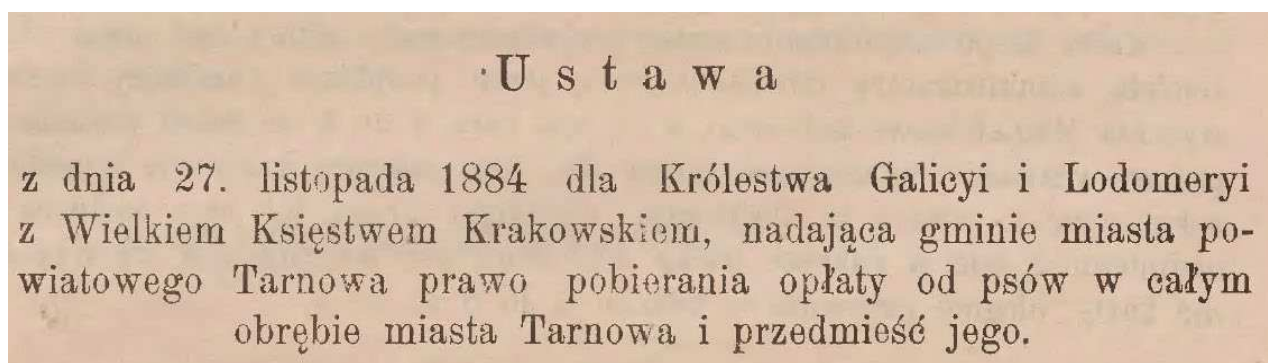 Ustawa
z dnia 27. listopada 1884 dla Królestwa Galicyi i Lodomeryi
z Wielkiem Księstwem Krakowskiem, nadająca gminie miasta po-
wiatowego Tarnowa prawo pobierania opłaty od psów w całym
obrębie miasta Tarnowa i przedmieść jego.